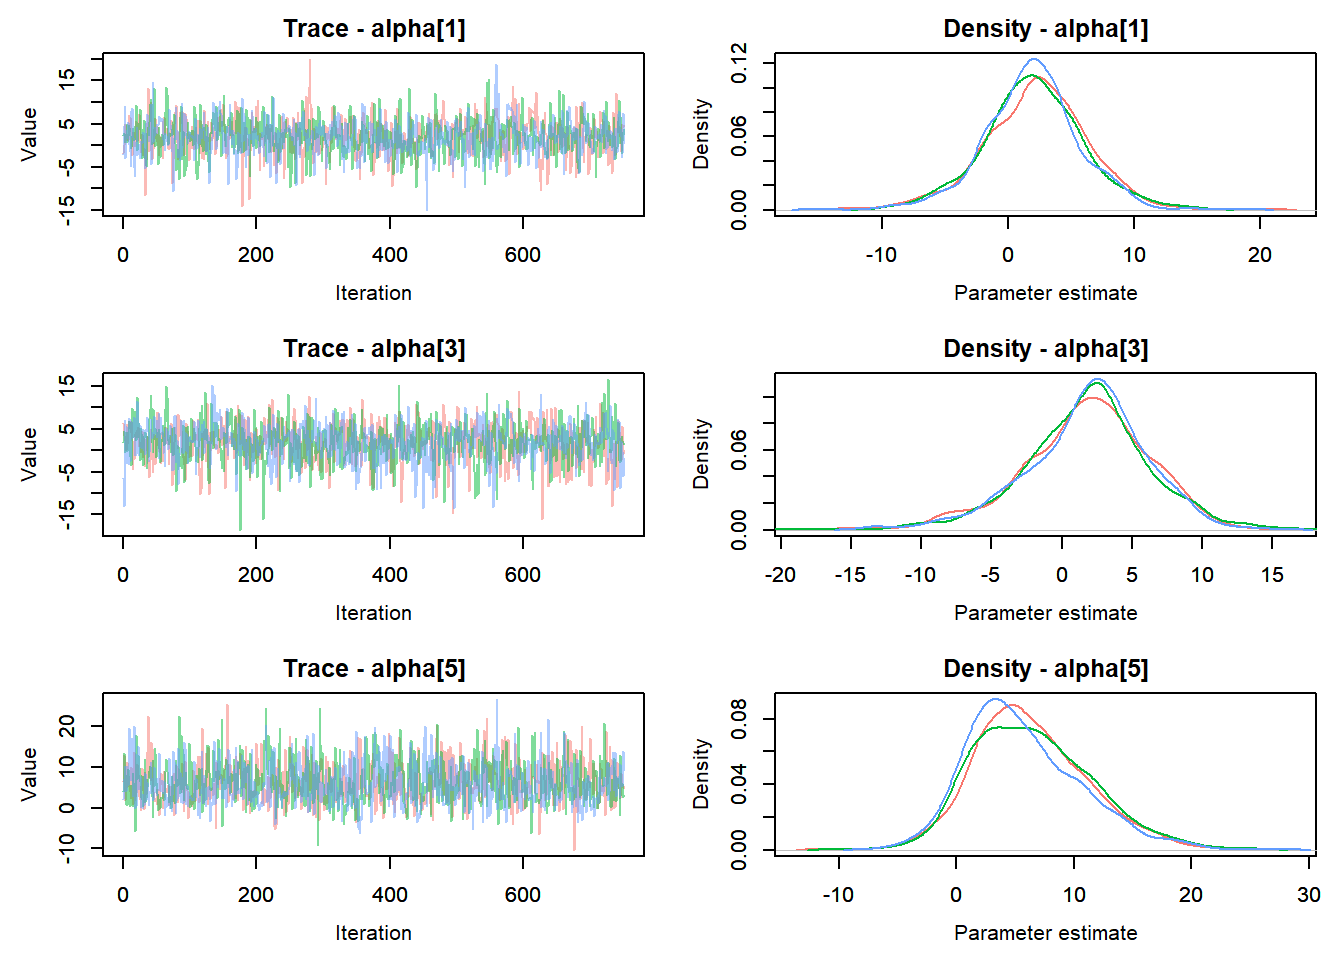 Trace - alpha[1]
Value
15
5
-5
-15
0 200 400 600
Iteration
Density - alpha[1]
Density
0.12
0.06
0.00
-10 0 10 20
Parameter estimate
Trace - alpha[3]
Value
15
5
-5
-15
0 200 400 600
Iteration
Density - alpha[3]
Density
0.06
0.00
-20 -15 -10 -5 0 5 10 15
Parameter estimate
Trace - alpha[5]
Value
20
10
0
-10
0 200 400 600
Iteration
Density - alpha[5]
Density
0.08
0.04
0.00
-10 0 10 20 30
Parameter estimate